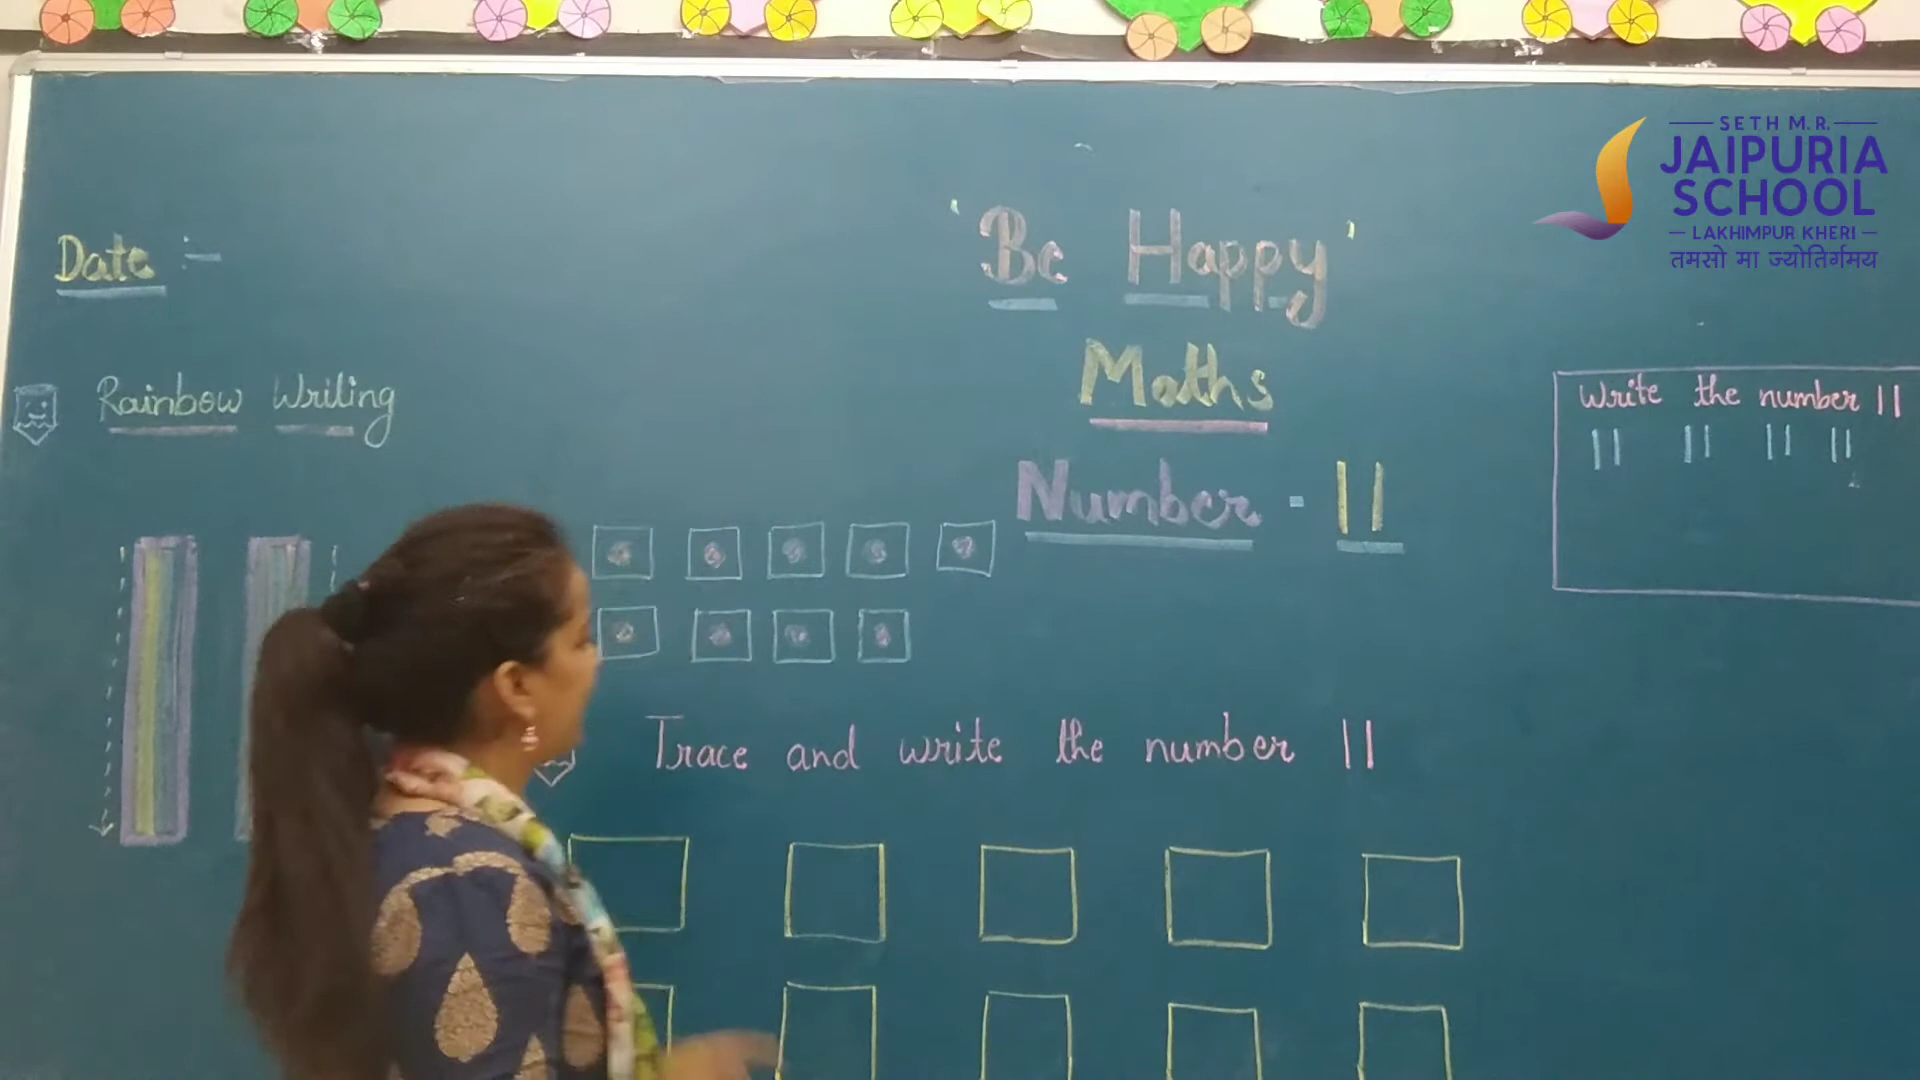 SETH M.R.
JAIPURIA
SCHOOL
LAKHIMPUR KHERI
तमसो मा ज्योतिर्गमय
Date :-
'Be Happy'
Maths
Number - 11
Rainbow Wriling
Write the number 11
11 11 11 11
Trace and write the number 11